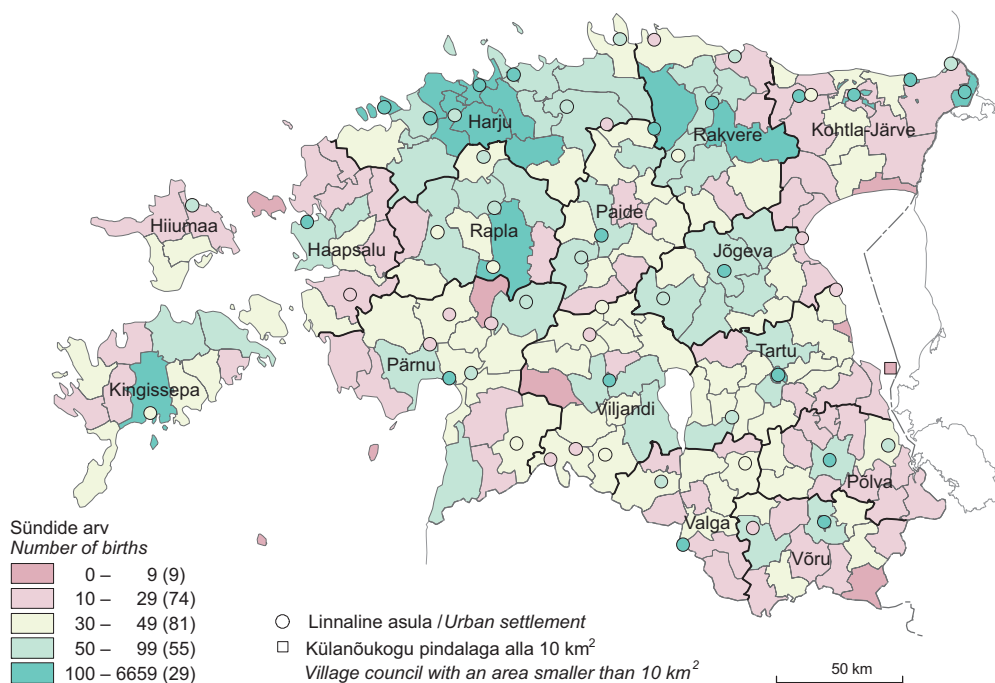 Harju
Rakvere
Kohtla-Järve
Hiiumaa
Haapsalu
Rapla
Paide
Jõgeva
Kingissepa
Pärnu
Viljandi
Tartu
Põlva
Valga
Võru
Sündide arv
Number of births
0 – 9 (9)
10 – 29 (74)
30 – 49 (81)
50 – 99 (55)
100 – 6659 (29)
Linnaline asula / Urban settlement
Külanõukogu pindalaga alla 10 km²
Village council with an area smaller than 10 km²
50 km